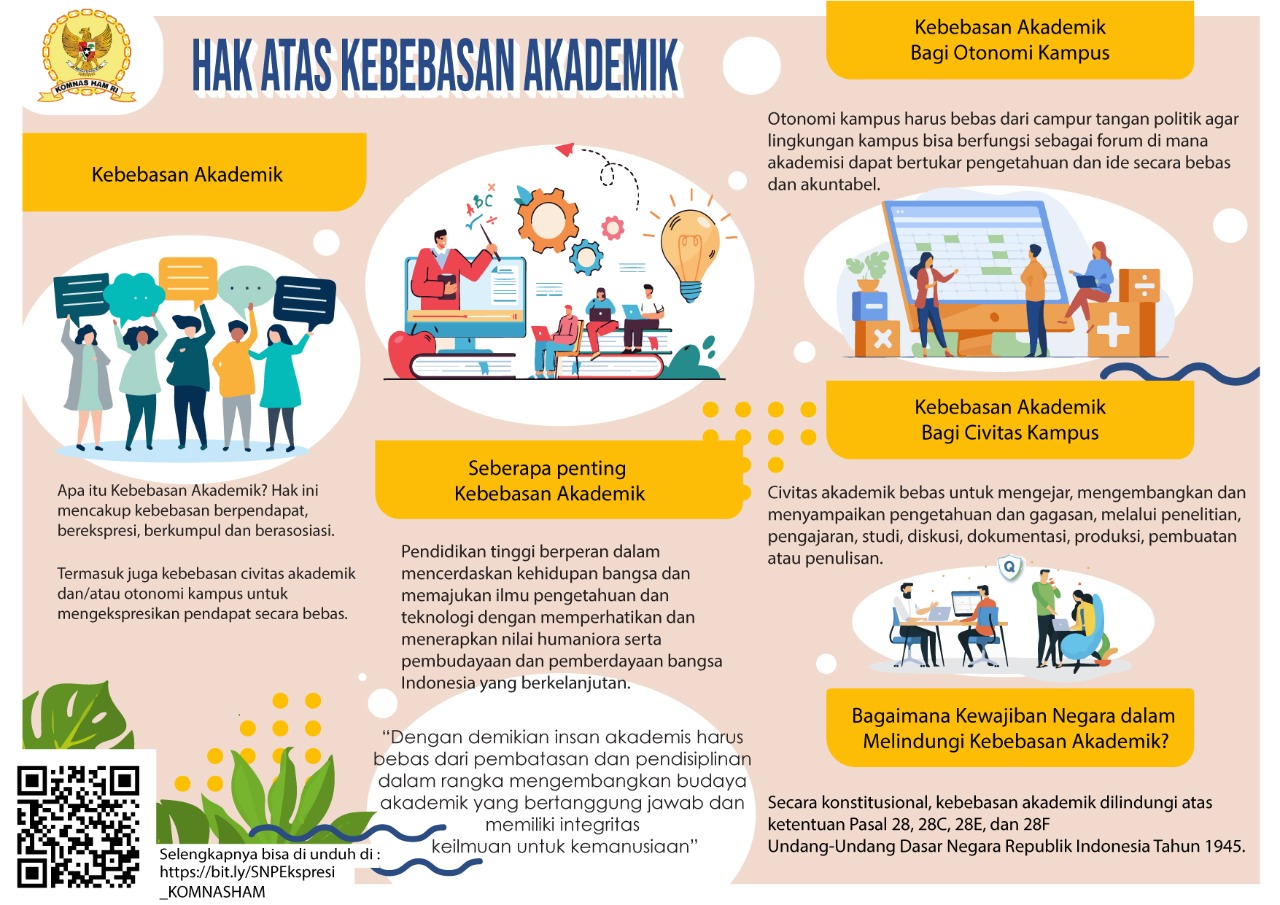 KOMNAS HAM RI
HAK ATAS KEBEBASAN AKADEMIK
Kebebasan Akademik
Apa itu Kebebasan Akademik? Hak ini
mencakup kebebasan berpendapat,
berekspresi, berkumpul dan berasosiasi.
Termasuk juga kebebasan civitas akademik
dan/atau otonomi kampus untuk
mengekspresikan pendapat secara bebas.
Selengkapnya bisa di unduh di :
https://bit.ly/SNPEkspresi
_KOMNASHAM
ABC
Seberapa penting
Kebebasan Akademik
Pendidikan tinggi berperan dalam
mencerdaskan kehidupan bangsa dan
memajukan ilmu pengetahuan dan
teknologi dengan memperhatikan dan
menerapkan nilai humaniora serta
pembudayaan dan pemberdayaan bangsa
Indonesia yang berkelanjutan.
“Dengan demikian insan akademis harus
bebas dari pembatasan dan pendisiplinan
dalam rangka mengembangkan budaya
akademik yang bertanggung jawab dan
memiliki integritas
keilmuan untuk kemanusiaan”
Kebebasan Akademik
Bagi Otonomi Kampus
Otonomi kampus harus bebas dari campur tangan politik agar
lingkungan kampus bisa berfungsi sebagai forum di mana
akademisi dapat bertukar pengetahuan dan ide secara bebas
dan akuntabel.
Kebebasan Akademik
Bagi Civitas Kampus
Civitas akademik bebas untuk mengejar, mengembangkan dan
menyampaikan pengetahuan dan gagasan, melalui penelitian,
pengajaran, studi, diskusi, dokumentasi, produksi, pembuatan
atau penulisan.
Q
Bagaimana Kewajiban Negara dalam
Melindungi Kebebasan Akademik?
Secara konstitusional, kebebasan akademik dilindungi atas
ketentuan Pasal 28, 28C, 28E, dan 28F
Undang-Undang Dasar Negara Republik Indonesia Tahun 1945.